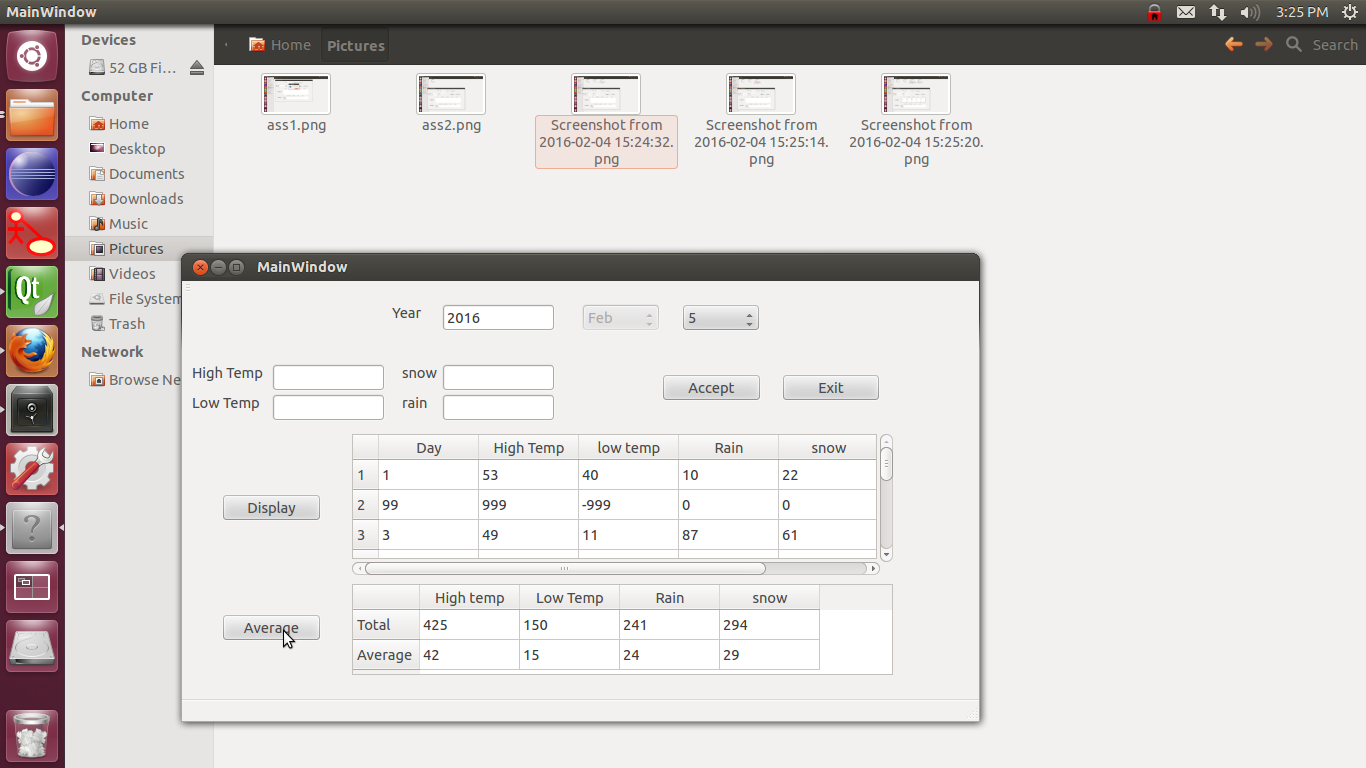 MainWindow
3:25 PM
Devices
52 GB Fi...
Computer
Home
Desktop
Documents
Downloads
Music
Pictures
Videos
File System
Trash
Network
Browse Ne
Home
Pictures
Search
ass1.png
ass2.png
Screenshot from
2016-02-04 15:24:32.
png
Screenshot from
2016-02-04 15:25:14.
png
Screenshot from
2016-02-04 15:25:20.
png
Qt
MainWindow
Year 2016 Feb 5
High Temp snow
Accept Exit
Low Temp rain
Day High Temp low temp Rain snow
1 1 53 40 10 22
2 99 999 -999 0 0
3 3 49 11 87 61
Display
High temp Low Temp Rain snow
Total 425 150 241 294
Average 42 15 24 29
Average